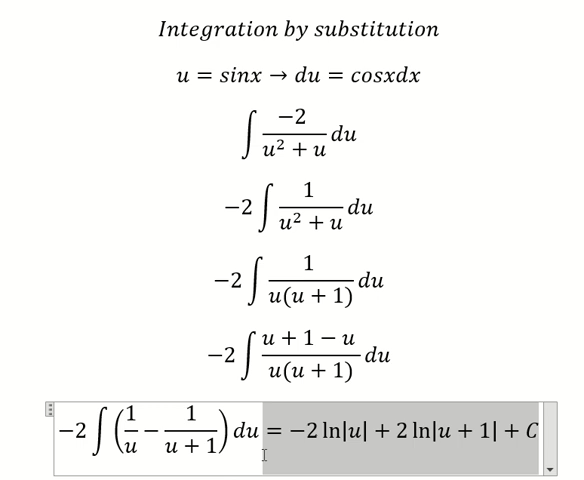 Integration by substitution
u = sinx → du = cosxdx
∫ −2/(u² + u) du
−2 ∫ 1/(u² + u) du
−2 ∫ 1/(u(u + 1)) du
−2 ∫ (u + 1 − u)/(u(u + 1)) du
−2 ∫ (1/u − 1/(u + 1)) du = −2 ln|u| + 2 ln|u + 1| + C